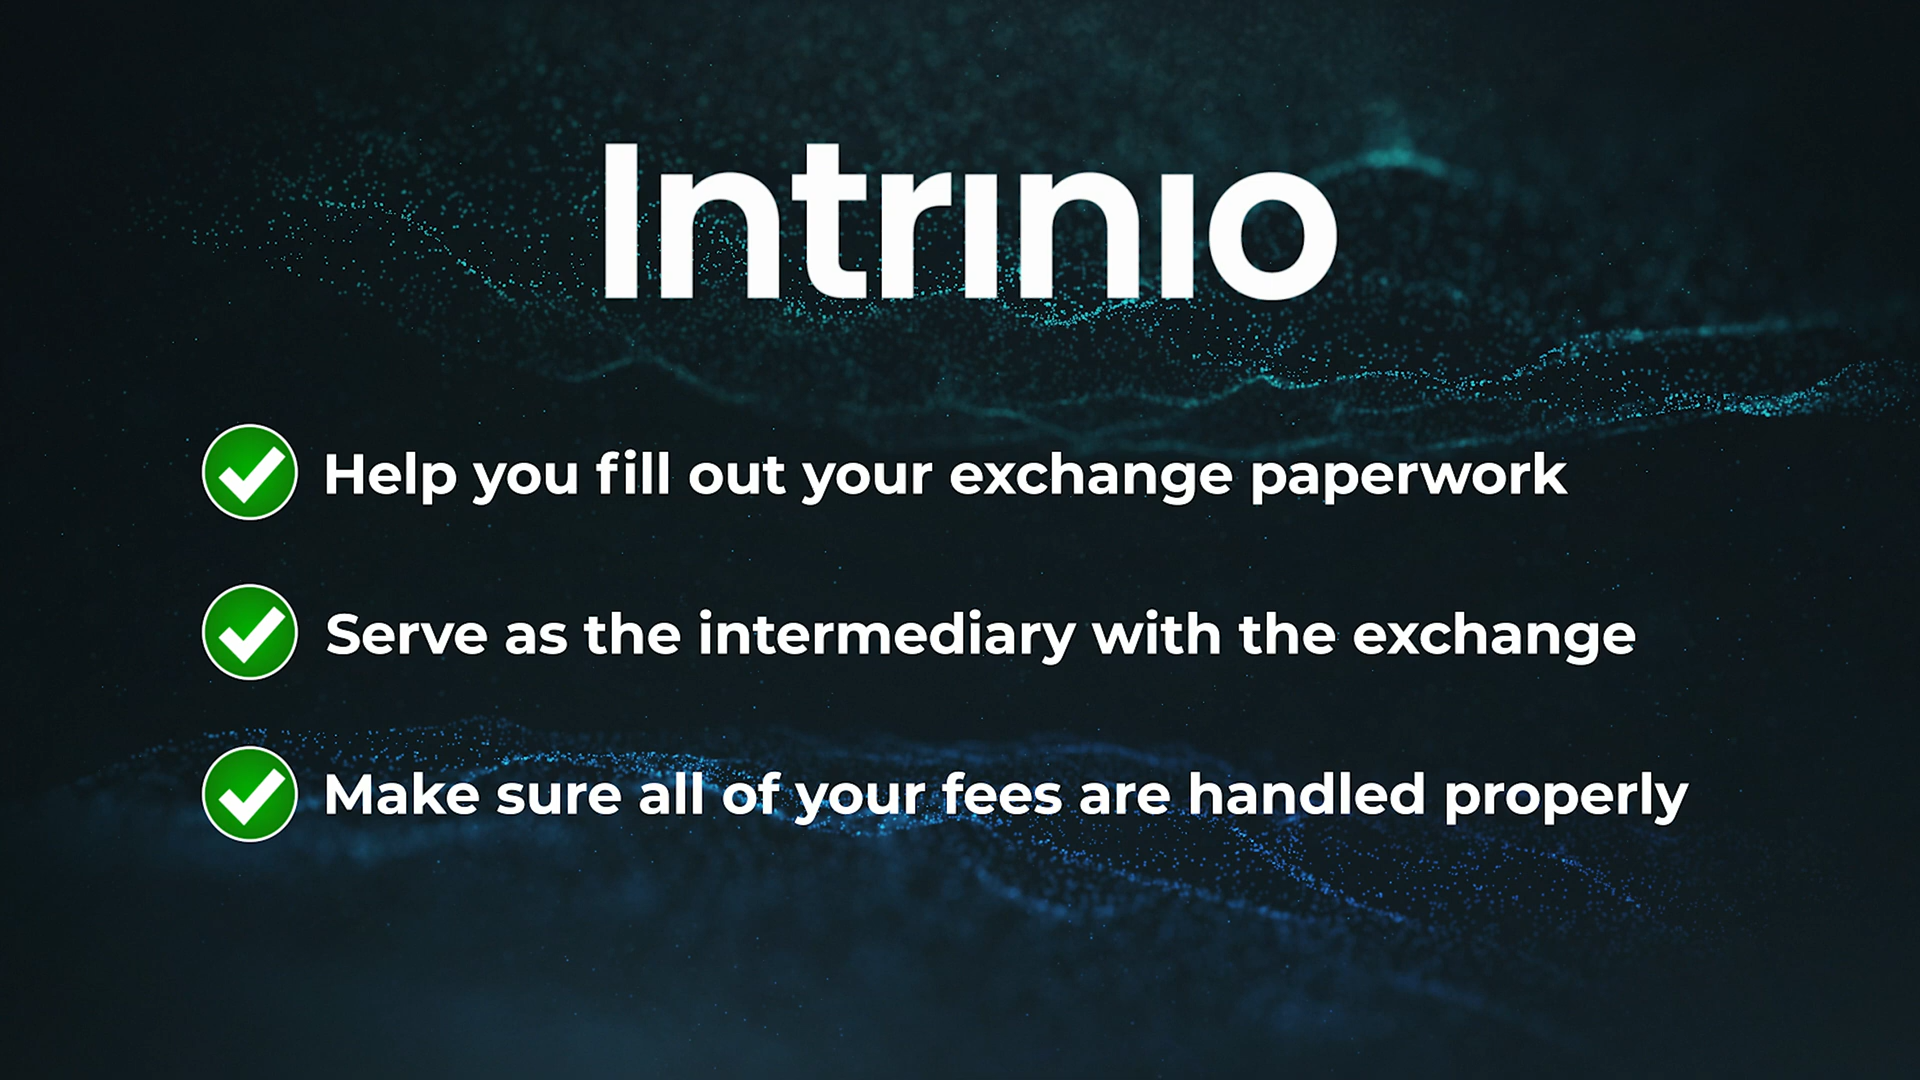 Intrinio
Help you fill out your exchange paperwork
Serve as the intermediary with the exchange
Make sure all of your fees are handled properly